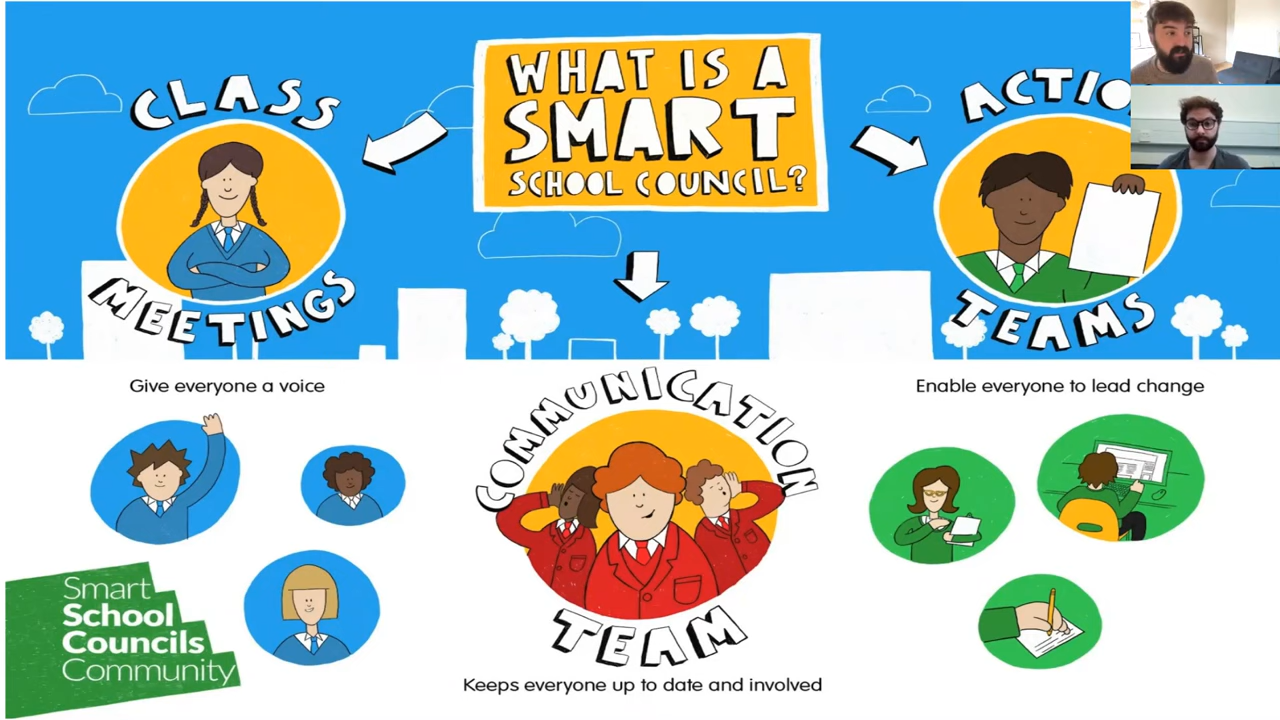 WHAT IS A
SMART
SCHOOL COUNCIL?
CLASS
MEETINGS
Give everyone a voice
COMMUNICATION
TEAM
Keeps everyone up to date and involved
ACTIO
TEAMS
Enable everyone to lead change
Smart
School
Councils
Community